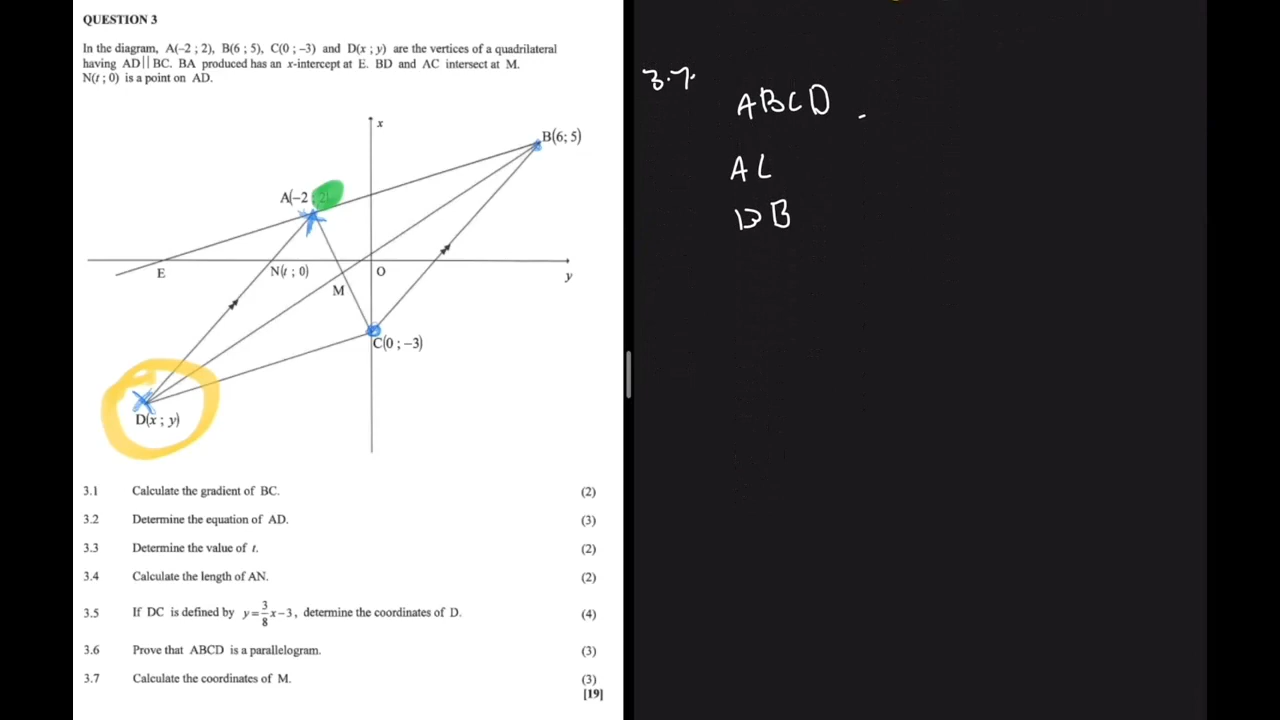 QUESTION 3
In the diagram, A(−2 ; 2), B(6 ; 5), C(0 ; −3) and D(x ; y) are the vertices of a quadrilateral
having AD||BC. BA produced has an x-intercept at E. BD and AC intersect at M.
N(t ; 0) is a point on AD.
x
B(6; 5)
A(−2 ; 2)
E
N(t ; 0)
O
y
M
C(0 ; −3)
D(x ; y)
3.1 Calculate the gradient of BC. (2)
3.2 Determine the equation of AD. (3)
3.3 Determine the value of t. (2)
3.4 Calculate the length of AN. (2)
3.5 If DC is defined by y=3/8x−3, determine the coordinates of D. (4)
3.6 Prove that ABCD is a parallelogram. (3)
3.7 Calculate the coordinates of M. (3)
[19]
3.7.
ABCD
AC
DB